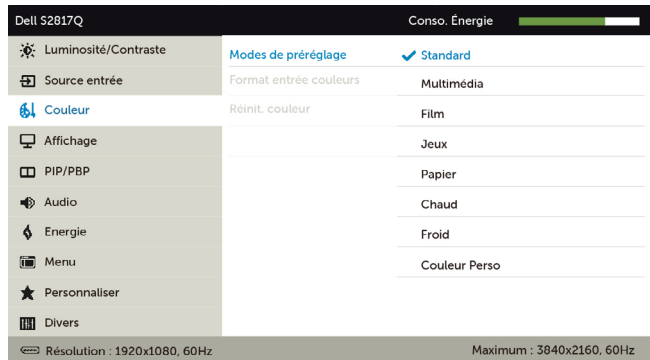 Dell S2817Q Conso. Énergie
Luminosité/Contraste Modes de préréglage Standard
Source entrée Format entrée couleurs Multimédia
Couleur Réinit. couleur Film
Affichage Jeux
PIP/PBP Papier
Audio Chaud
Energie Froid
Menu Couleur Perso
Personnaliser
Divers
Résolution : 1920x1080, 60Hz Maximum : 3840x2160, 60Hz